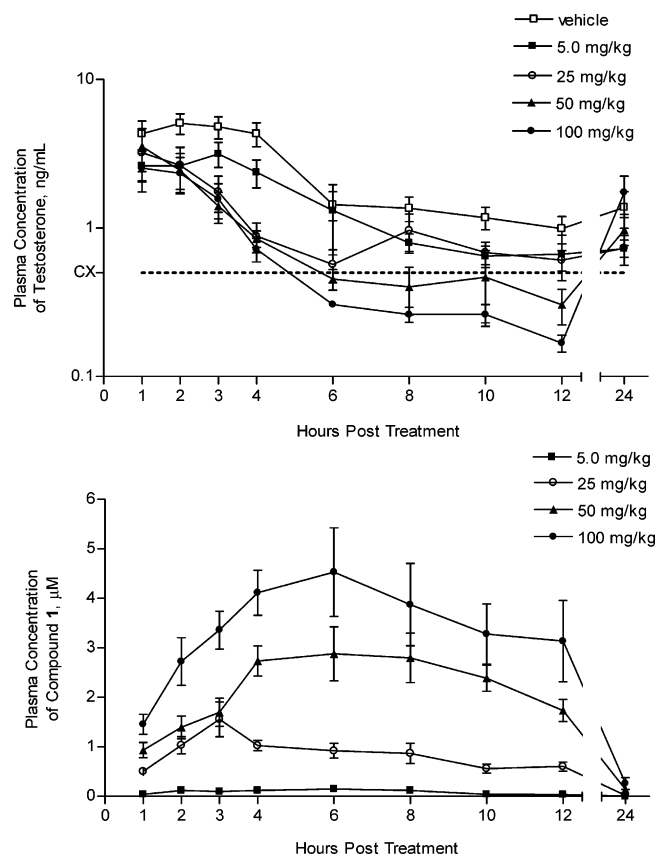 vehicle
5.0 mg/kg
25 mg/kg
50 mg/kg
100 mg/kg
10
1
CX
0.1
Plasma Concentration
of Testosterone, ng/mL
0 1 2 3 4 6 8 10 12 24
Hours Post Treatment
5.0 mg/kg
25 mg/kg
50 mg/kg
100 mg/kg
6
5
4
3
2
1
0
Plasma Concentration
of Compound 1, μM
0 1 2 3 4 6 8 10 12 24
Hours Post Treatment